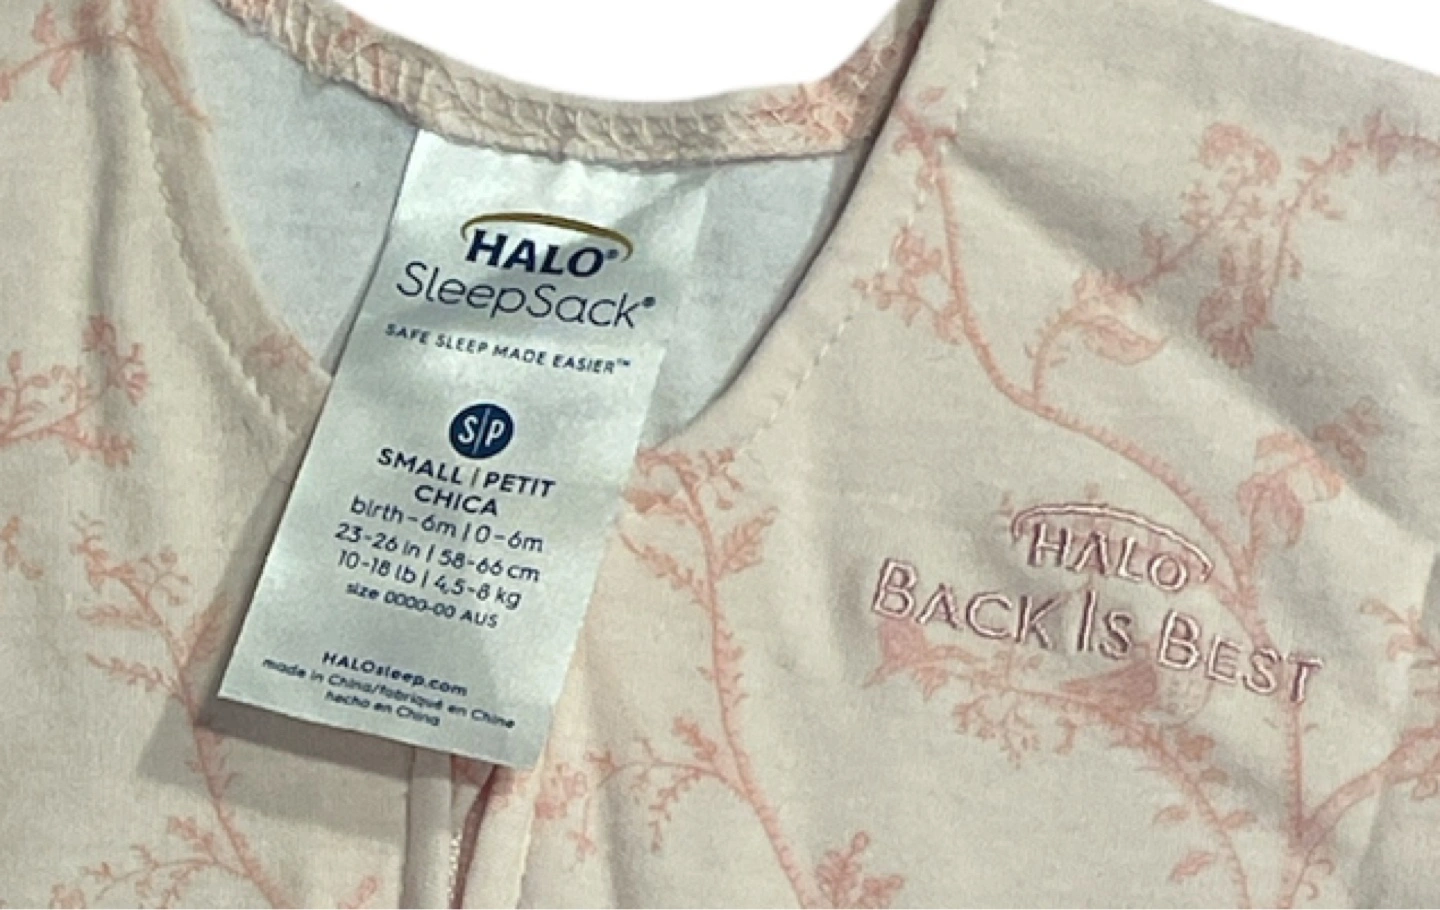 HALO®
SleepSack®
SAFE SLEEP MADE EASIER™
S|P
SMALL | PETIT
CHICA
birth-6m | 0-6m
23-26 in | 58-66 cm
10-18 lb | 4,5-8 kg
size 0000-00 AUS
HALOsleep.com
made in China/fabriqué en Chine
hecho en China
HALO
BACK IS BEST